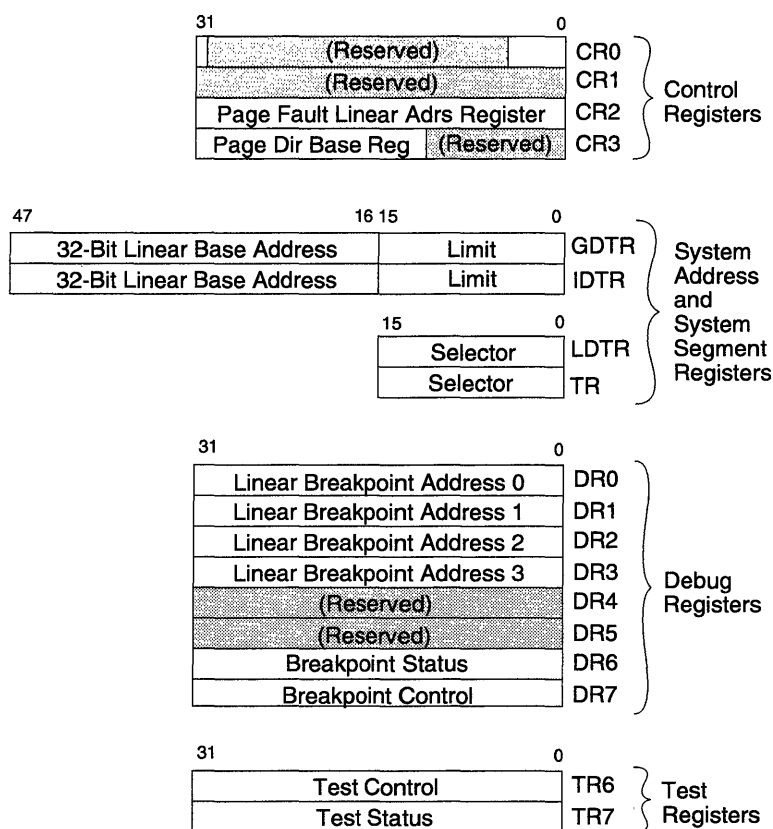 31 0
(Reserved) CR0
(Reserved) CR1
Page Fault Linear Adrs Register CR2
Page Dir Base Reg (Reserved) CR3
Control
Registers
47 16 15 0
32-Bit Linear Base Address Limit GDTR
32-Bit Linear Base Address Limit IDTR
15 0
Selector LDTR
Selector TR
System
Address
and
System
Segment
Registers
31 0
Linear Breakpoint Address 0 DR0
Linear Breakpoint Address 1 DR1
Linear Breakpoint Address 2 DR2
Linear Breakpoint Address 3 DR3
(Reserved) DR4
(Reserved) DR5
Breakpoint Status DR6
Breakpoint Control DR7
Debug
Registers
31 0
Test Control TR6
Test Status TR7
Test
Registers